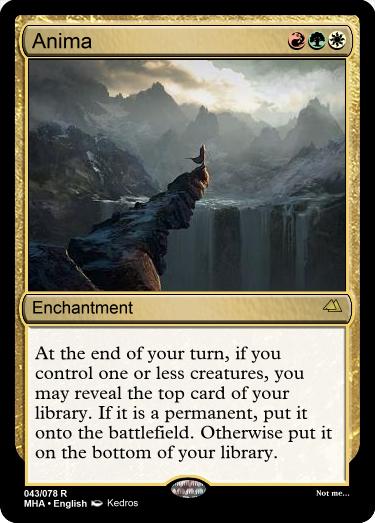 Anima
Enchantment
At the end of your turn, if you
control one or less creatures, you
may reveal the top card of your
library. If it is a permanent, put it
onto the battlefield. Otherwise put it
on the bottom of your library.
043/078 R
MHA • English Kedros
Not me...